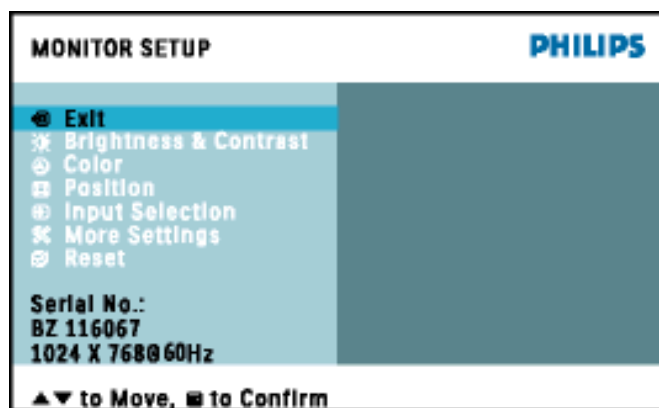 MONITOR SETUP PHILIPS
Exit
Brightness & Contrast
Color
Position
Input Selection
More Settings
Reset
Serial No.:
BZ 116067
1024 X 768@60Hz
▲▼ to Move, to Confirm